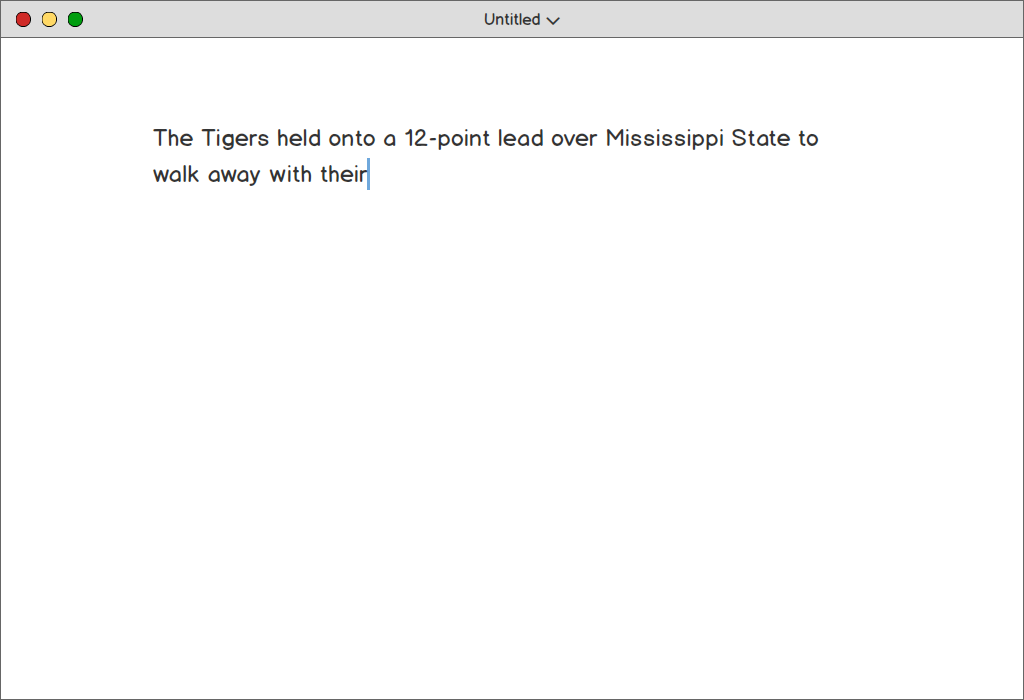 Untitled
The Tigers held onto a 12-point lead over Mississippi State to
walk away with their